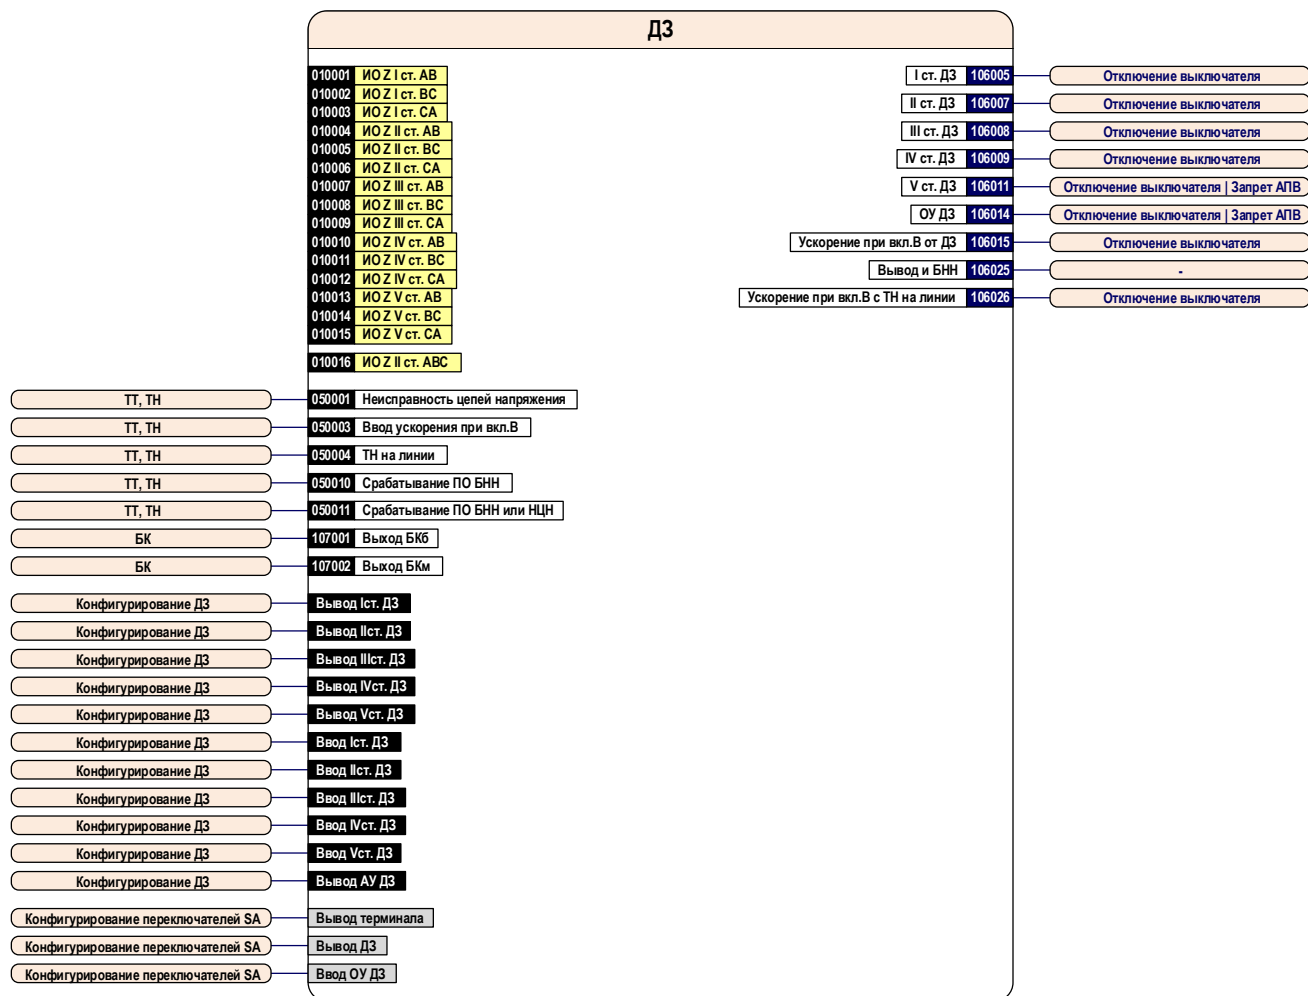 ДЗ
010001 ИО Z I ст. АВ
010002 ИО Z I ст. ВС
010003 ИО Z I ст. СА
010004 ИО Z II ст. АВ
010005 ИО Z II ст. ВС
010006 ИО Z II ст. СА
010007 ИО Z III ст. АВ
010008 ИО Z III ст. ВС
010009 ИО Z III ст. СА
010010 ИО Z IV ст. АВ
010011 ИО Z IV ст. ВС
010012 ИО Z IV ст. СА
010013 ИО Z V ст. АВ
010014 ИО Z V ст. ВС
010015 ИО Z V ст. СА
010016 ИО Z II ст. АВС
I ст. ДЗ 106005 Отключение выключателя
II ст. ДЗ 106007 Отключение выключателя
III ст. ДЗ 106008 Отключение выключателя
IV ст. ДЗ 106009 Отключение выключателя
V ст. ДЗ 106011 Отключение выключателя | Запрет АПВ
ОУ ДЗ 106014 Отключение выключателя | Запрет АПВ
Ускорение при вкл.В от ДЗ 106015 Отключение выключателя
Вывод и БНН 106025 -
Ускорение при вкл.В с ТН на линии 106026 Отключение выключателя
ТТ, ТН 050001 Неисправность цепей напряжения
ТТ, ТН 050003 Ввод ускорения при вкл.В
ТТ, ТН 050004 ТН на линии
ТТ, ТН 050010 Срабатывание ПО БНН
ТТ, ТН 050011 Срабатывание ПО БНН или НЦН
БК 107001 Выход БКб
БК 107002 Выход БКм
Конфигурирование ДЗ Вывод Iст. ДЗ
Конфигурирование ДЗ Вывод IIст. ДЗ
Конфигурирование ДЗ Вывод IIIст. ДЗ
Конфигурирование ДЗ Вывод IVст. ДЗ
Конфигурирование ДЗ Вывод Vст. ДЗ
Конфигурирование ДЗ Ввод Iст. ДЗ
Конфигурирование ДЗ Ввод IIст. ДЗ
Конфигурирование ДЗ Ввод IIIст. ДЗ
Конфигурирование ДЗ Ввод IVст. ДЗ
Конфигурирование ДЗ Ввод Vст. ДЗ
Конфигурирование ДЗ Вывод АУ ДЗ
Конфигурирование переключателей SA Вывод терминала
Конфигурирование переключателей SA Вывод ДЗ
Конфигурирование переключателей SA Ввод ОУ ДЗ